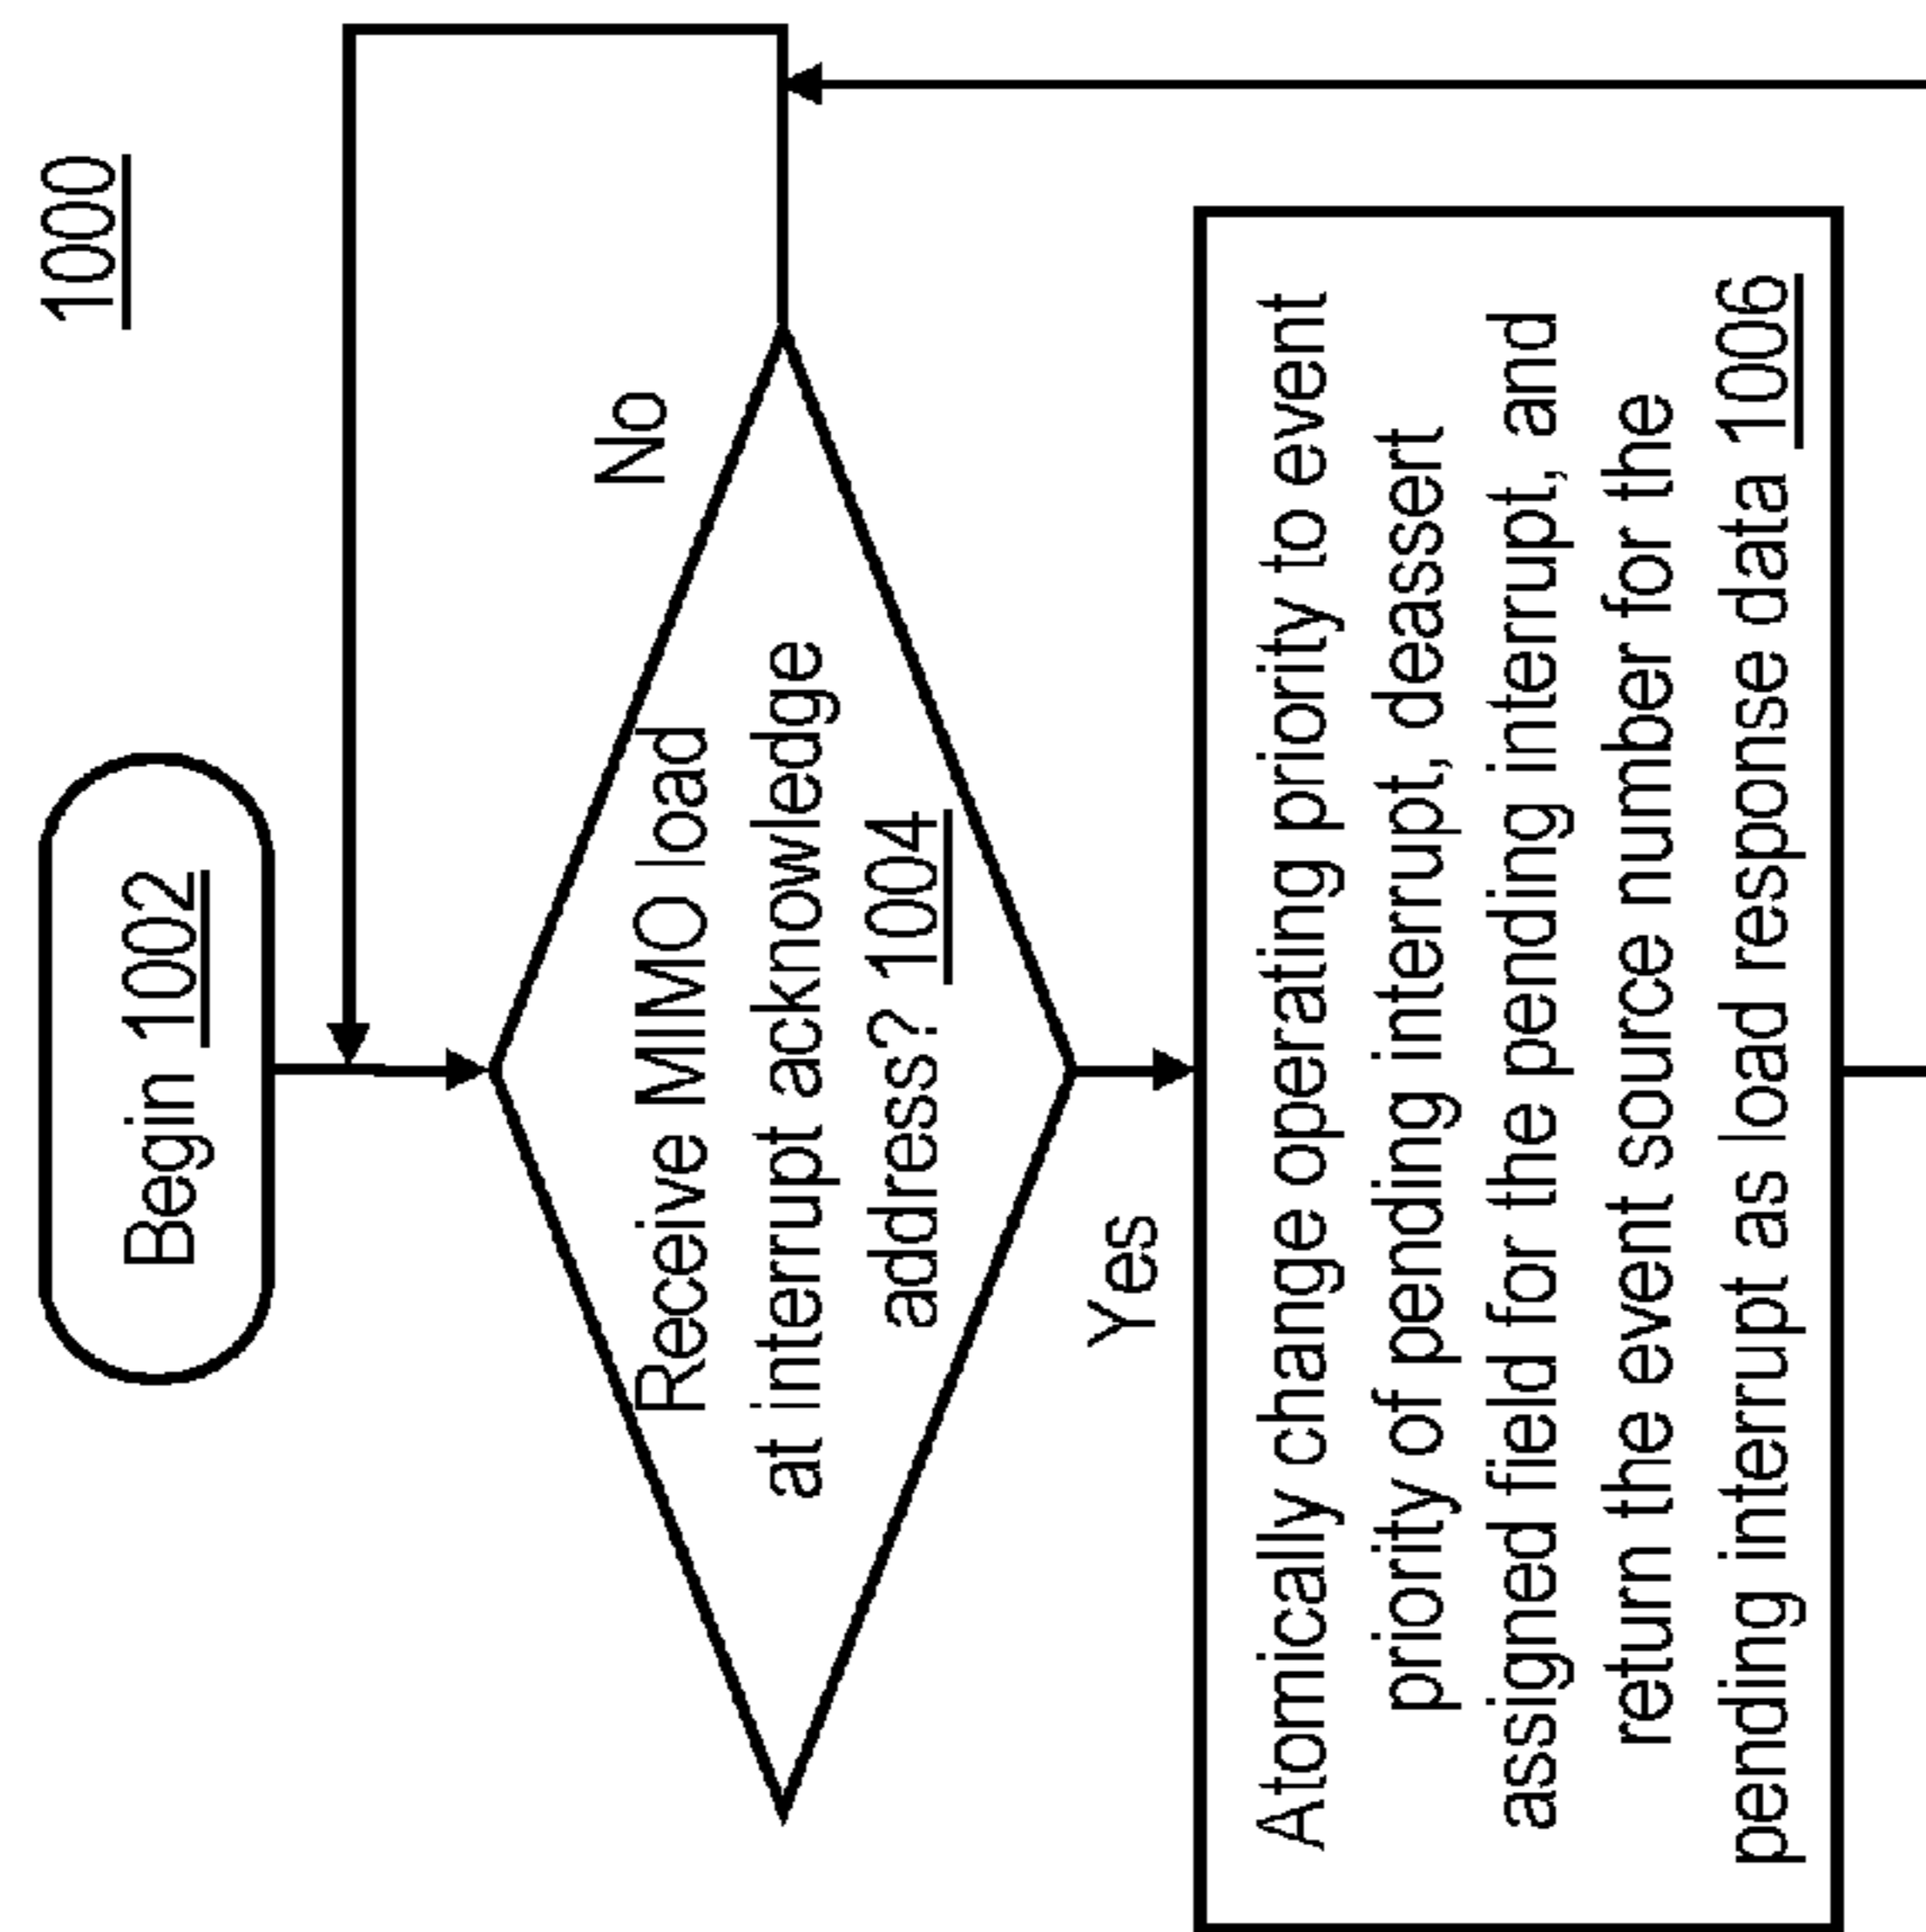 1000
Begin 1002
Receive MIMO load
at interrupt acknowledge
address? 1004
No
Yes
Atomically change operating priority to event
priority of pending interrupt, deassert
assigned field for the pending interrupt, and
return the event source number for the
pending interrupt as load response data 1006